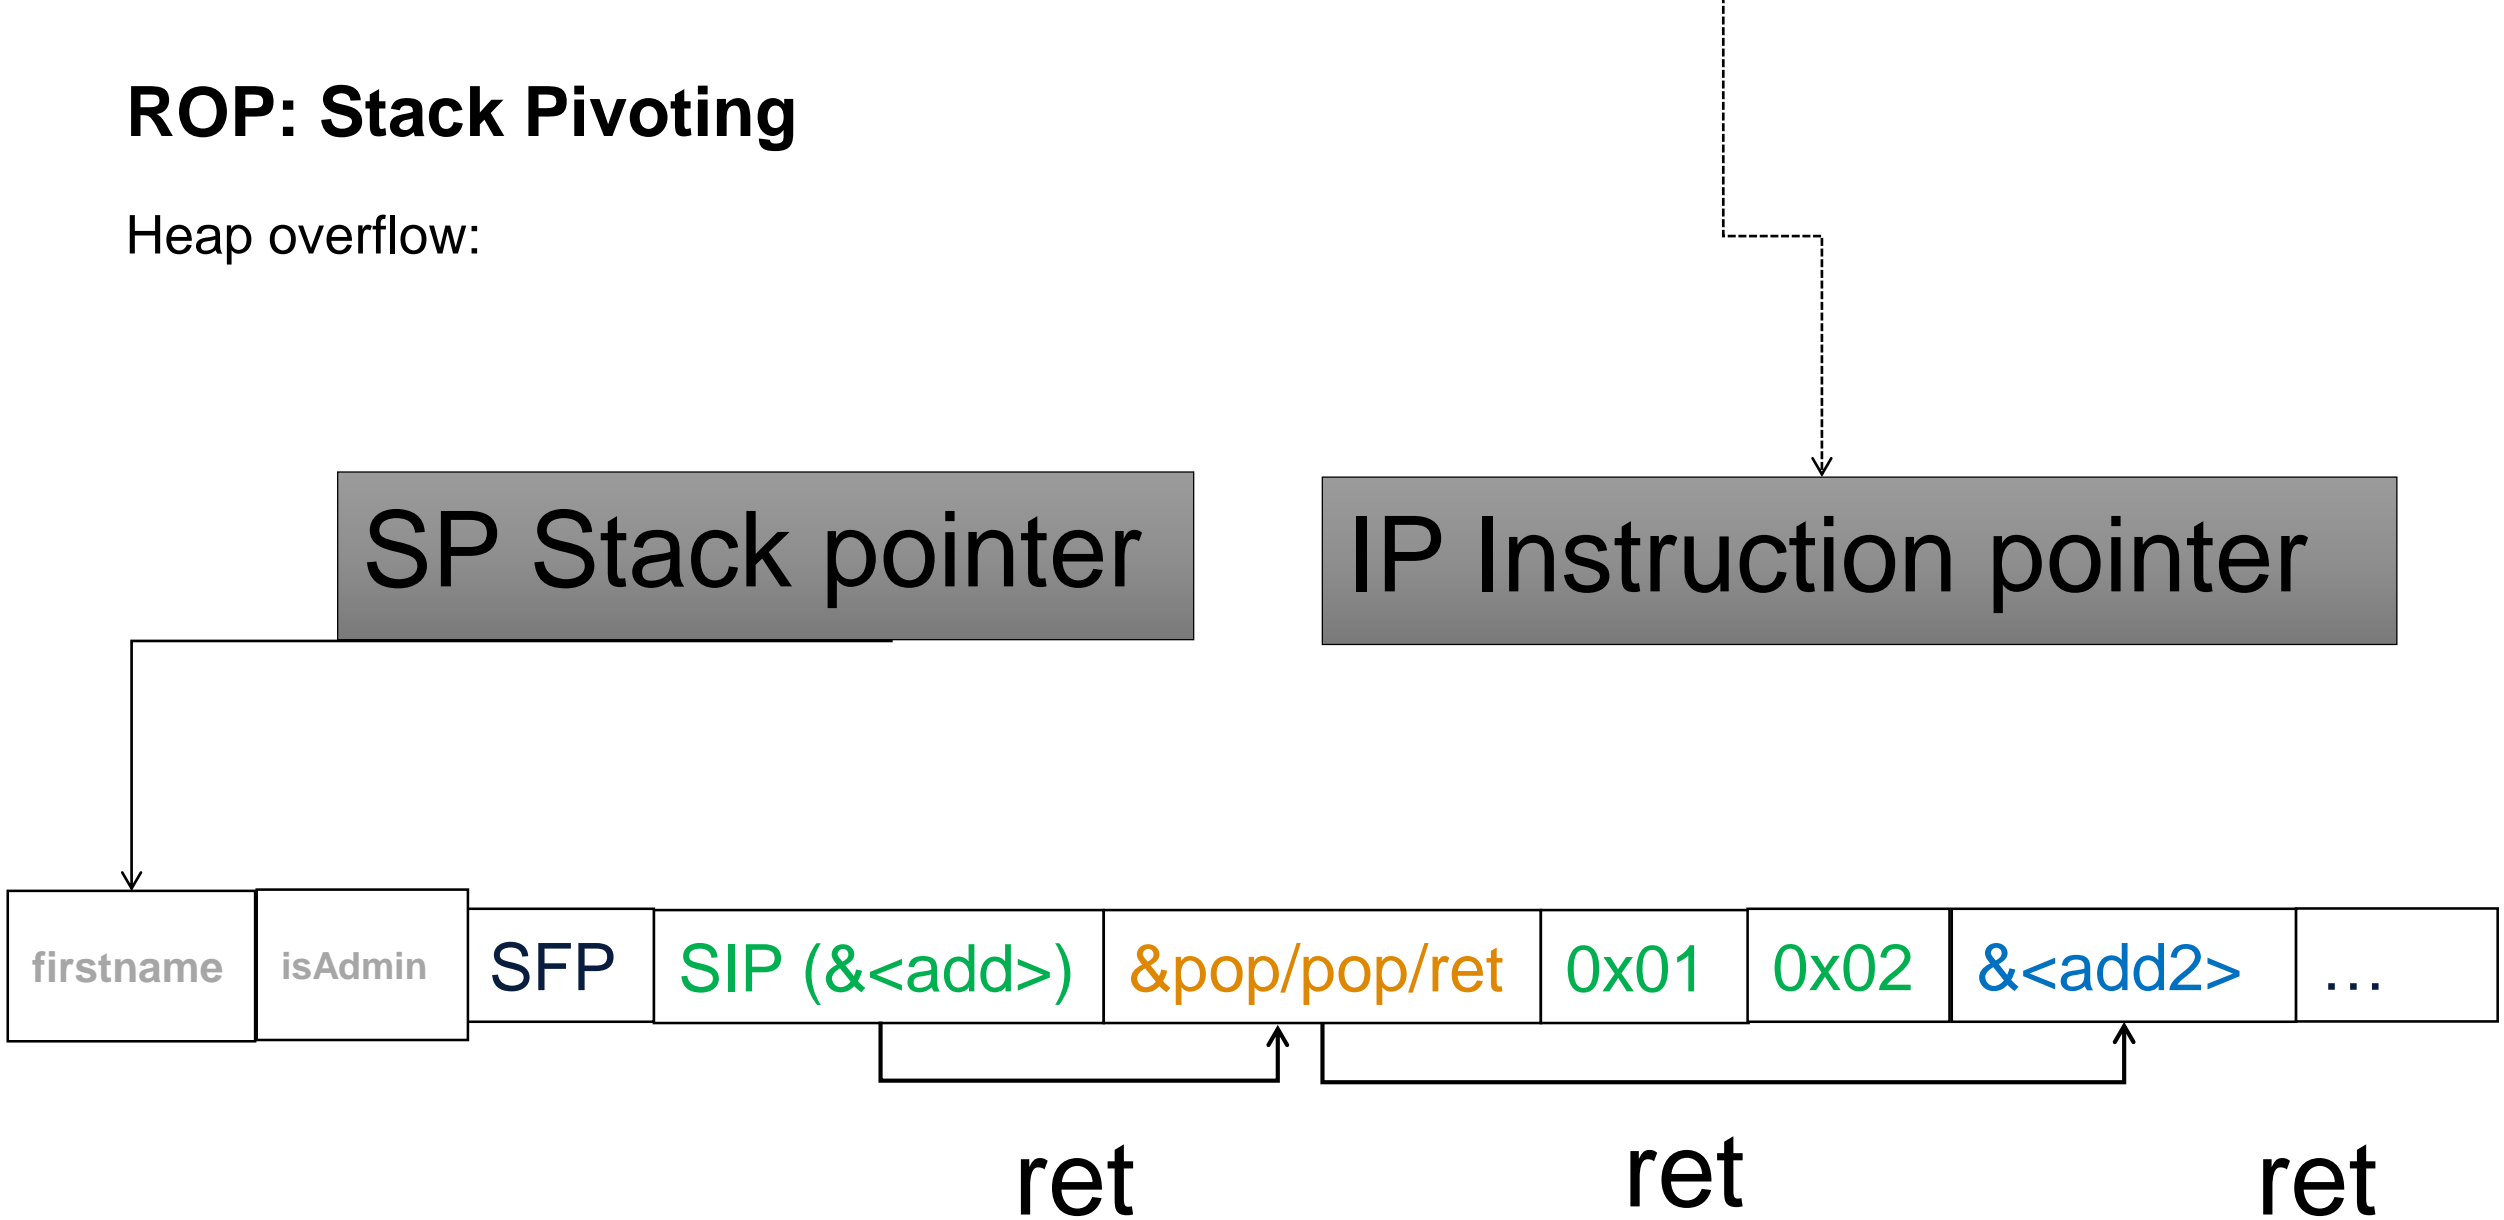 ROP: Stack Pivoting
Heap overflow:
SP Stack pointer
IP Instruction pointer
firstname
isAdmin
SFP
SIP (&<add>)
&pop/pop/ret
0x01
0x02
&<add2>
…
ret
ret
ret